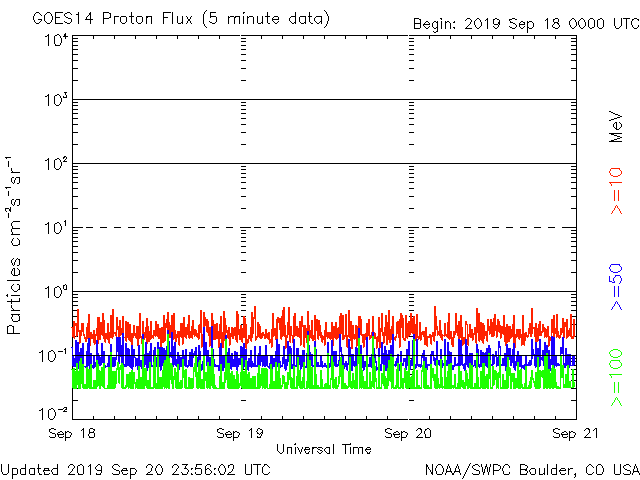 GOES14 Proton Flux (5 minute data)
Begin: 2019 Sep 18 0000 UTC
10⁴
10³
10²
10¹
10⁰
10⁻¹
10⁻²
Particles cm⁻²s⁻¹sr⁻¹
MeV
>=10
>=50
>=100
Sep 18
Sep 19
Sep 20
Sep 21
Universal Time
Updated 2019 Sep 20 23:56:02 UTC
NOAA/SWPC Boulder, CO USA